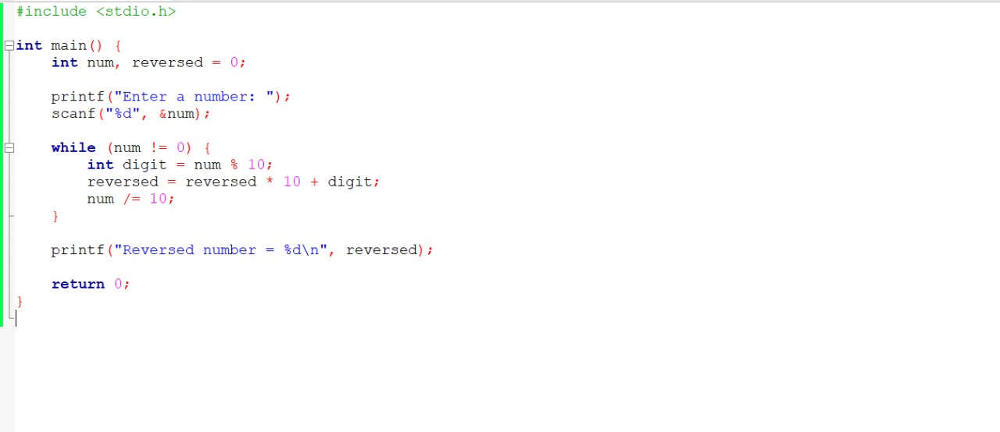 #include <stdio.h>

int main() {
    int num, reversed = 0;

    printf("Enter a number: ");
    scanf("%d", &num);

    while (num != 0) {
        int digit = num % 10;
        reversed = reversed * 10 + digit;
        num /= 10;
    }

    printf("Reversed number = %d\n", reversed);

    return 0;
}